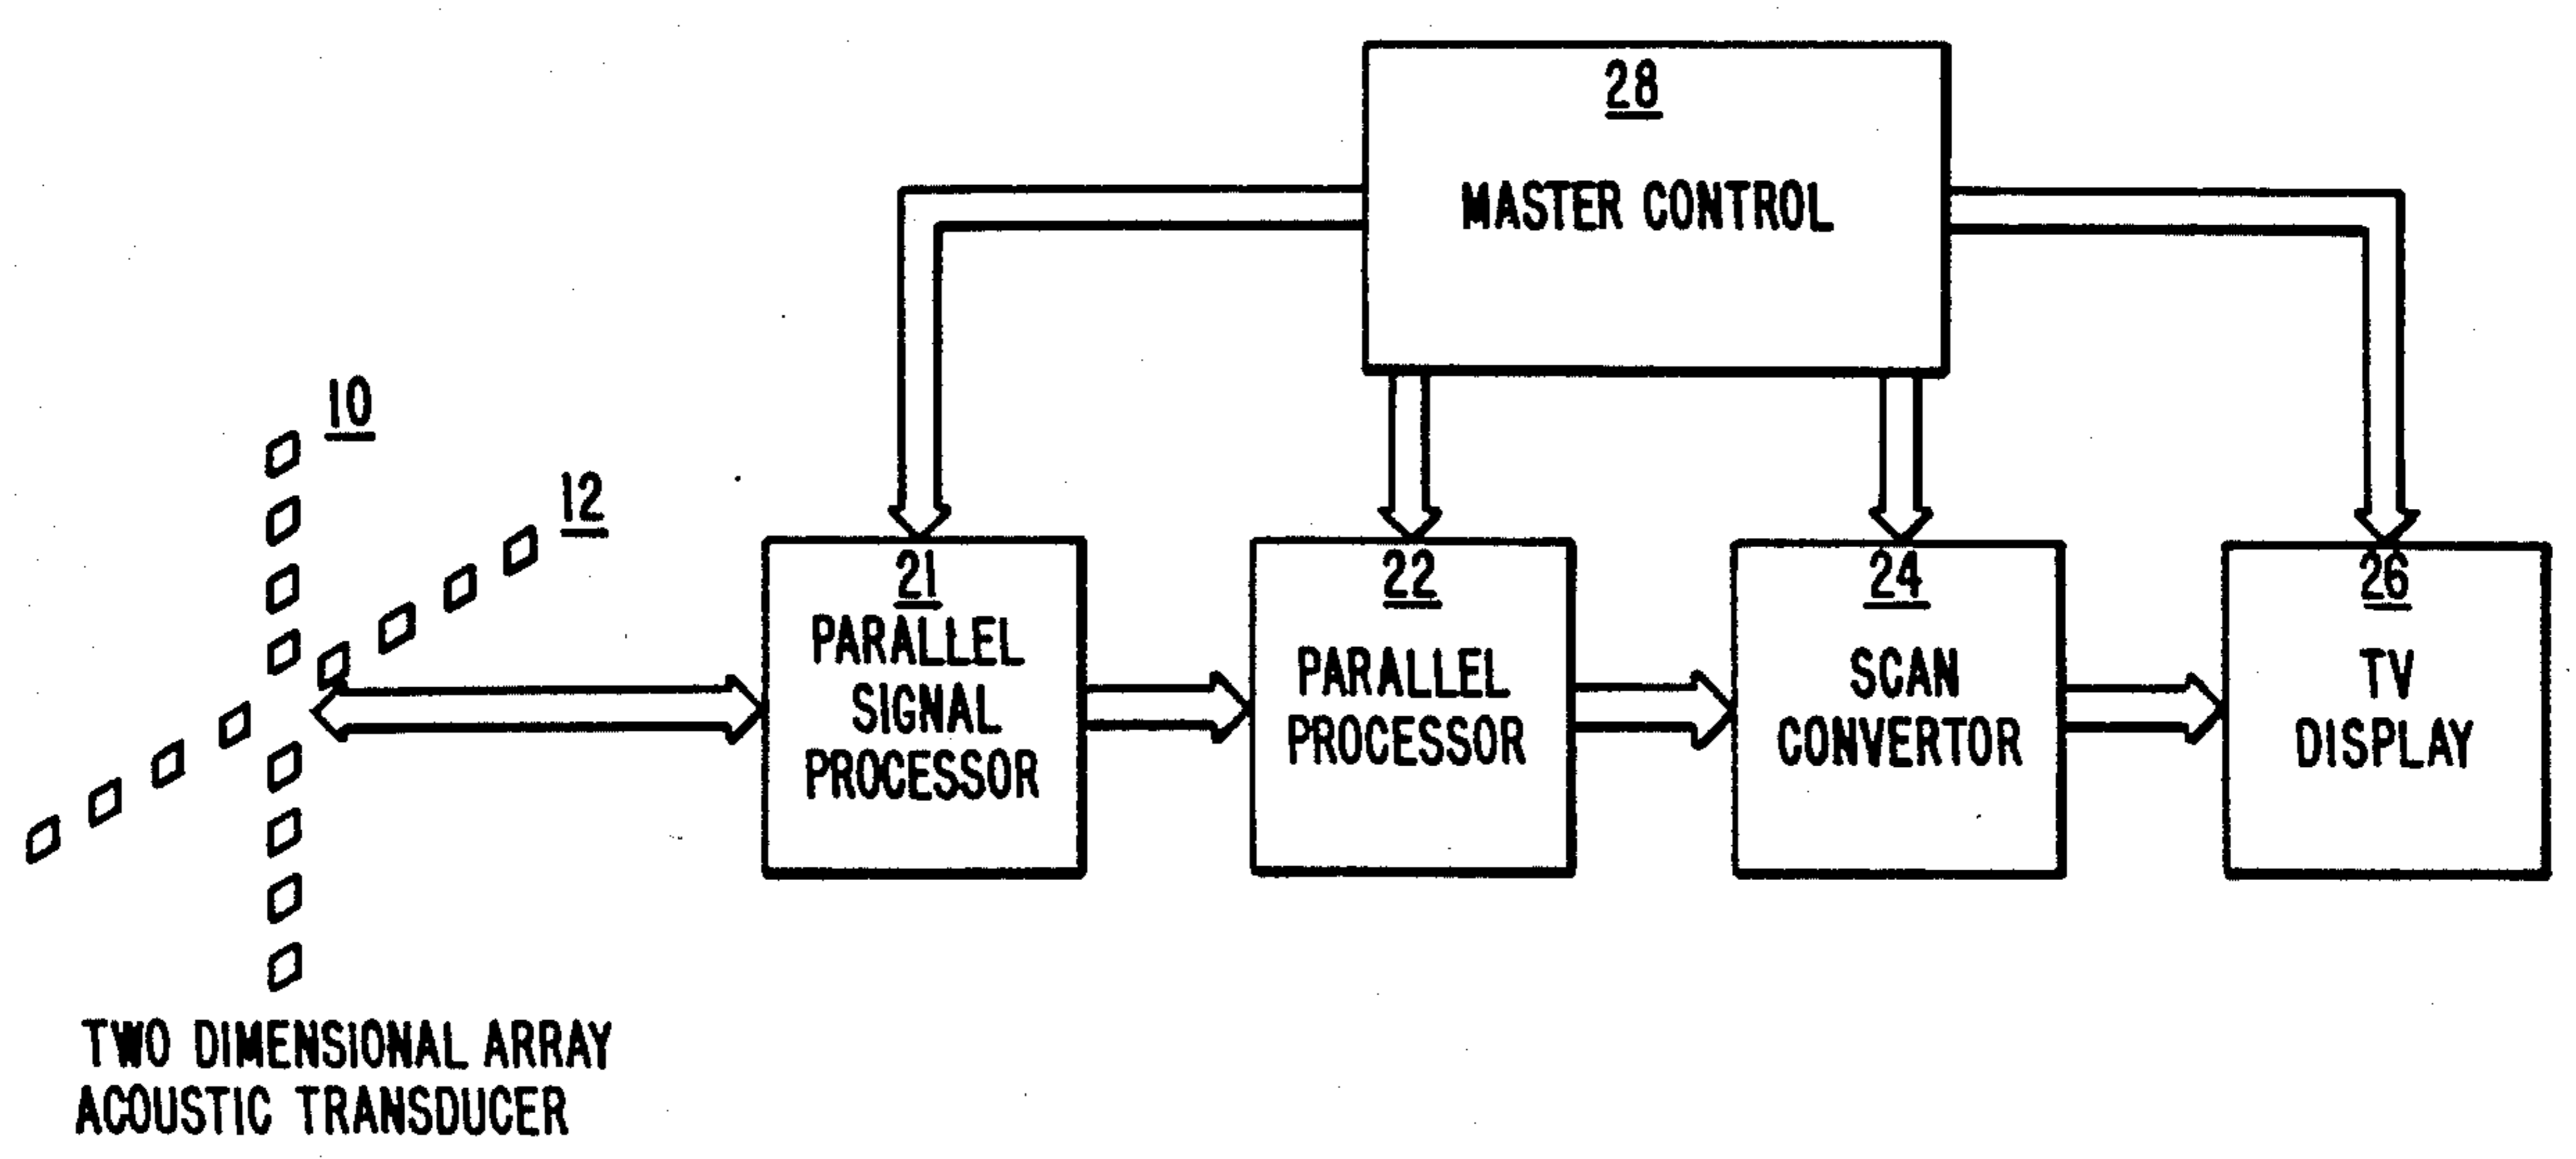 28
MASTER CONTROL
10
12
21
PARALLEL
SIGNAL
PROCESSOR
22
PARALLEL
PROCESSOR
24
SCAN
CONVERTOR
26
TV
DISPLAY
TWO DIMENSIONAL ARRAY
ACOUSTIC TRANSDUCER